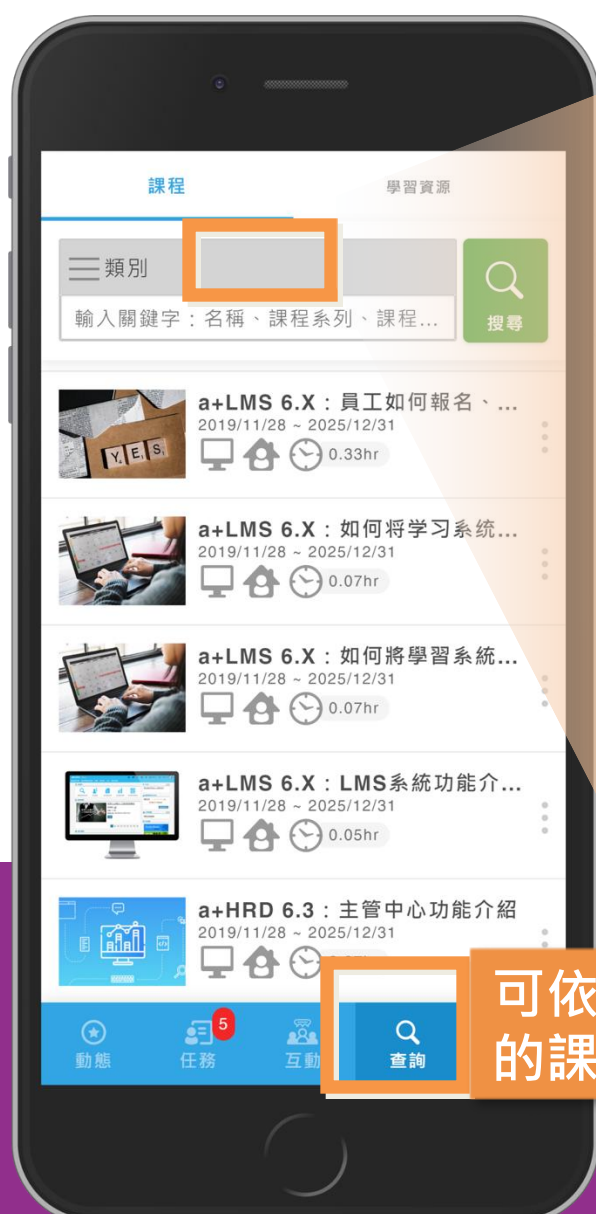 課程
學習資源
類別
輸入關鍵字：名稱、課程系列、課程...
搜尋
a+LMS 6.X：員工如何報名、...
2019/11/28 ~ 2025/12/31
0.33hr
YES
a+LMS 6.X：如何将学习系统...
2019/11/28 ~ 2025/12/31
0.07hr
a+LMS 6.X：如何將學習系統...
2019/11/28 ~ 2025/12/31
0.07hr
a+LMS 6.X：LMS系統功能介...
2019/11/28 ~ 2025/12/31
0.05hr
a+HRD 6.3：主管中心功能介紹
2019/11/28 ~ 2025/12/31
可依
的課
動態
任務
5
互動
查詢